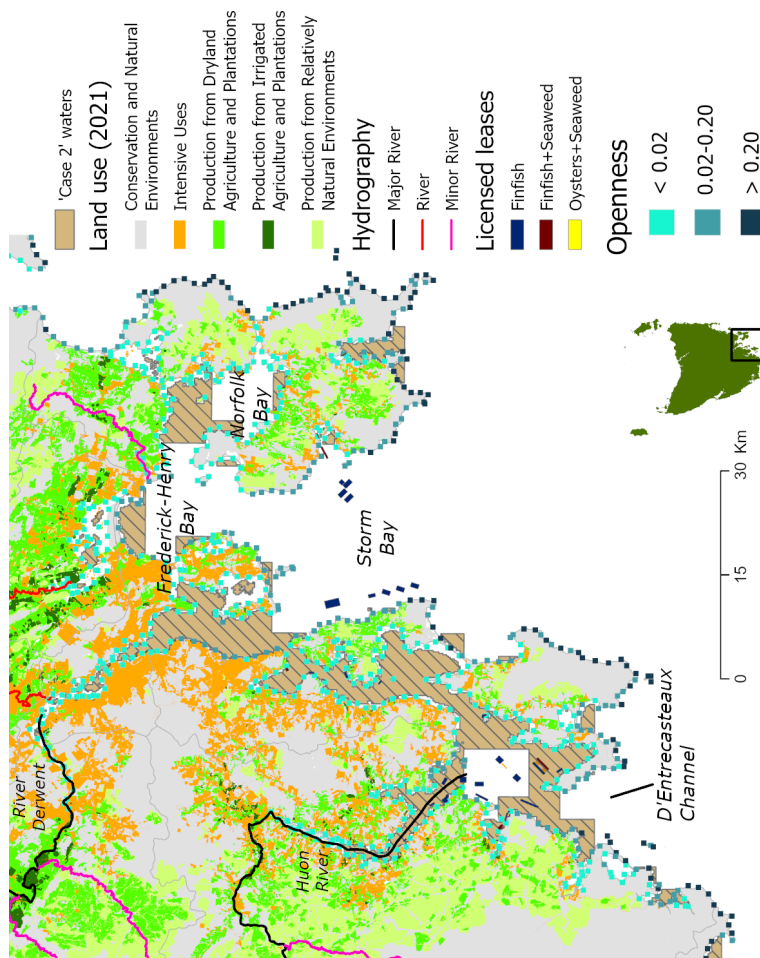 River
Derwent
Huon
River
Frederick-Henry
Bay
Norfolk
Bay
Storm
Bay
D'Entrecasteaux
Channel
0
15
30 Km
'Case 2' waters
Land use (2021)
Conservation and Natural
Environments
Intensive Uses
Production from Dryland
Agriculture and Plantations
Production from Irrigated
Agriculture and Plantations
Production from Relatively
Natural Environments
Hydrography
Major River
River
Minor River
Licensed leases
Finfish
Finfish+Seaweed
Oysters+Seaweed
Openness
< 0.02
0.02-0.20
> 0.20